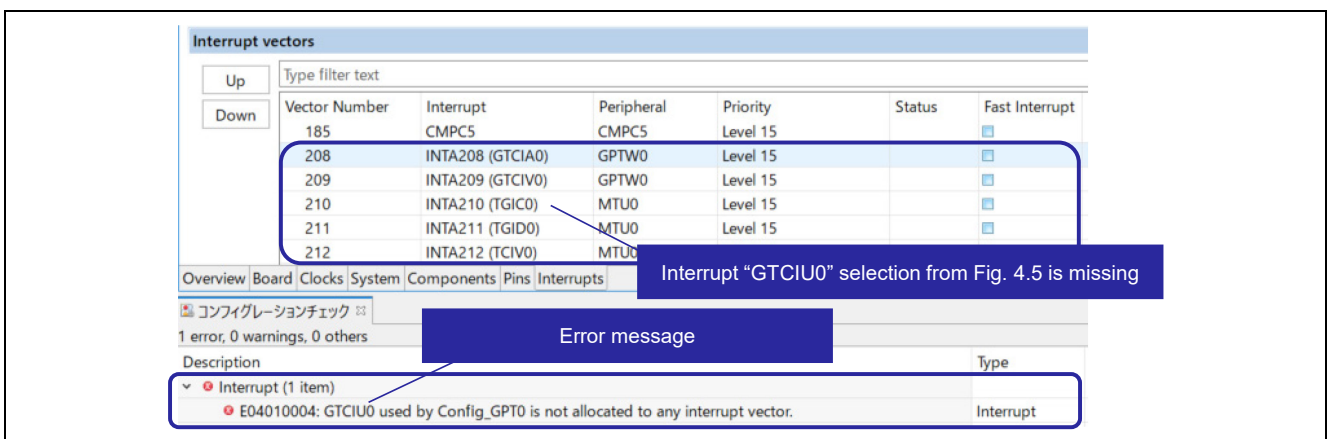 Interrupt vectors
Up
Type filter text
Down
Vector Number Interrupt Peripheral Priority Status Fast Interrupt
185 CMPC5 CMPC5 Level 15
208 INTA208 (GTCIA0) GPTW0 Level 15
209 INTA209 (GTCIV0) GPTW0 Level 15
210 INTA210 (TGIC0) MTU0 Level 15
211 INTA211 (TGID0) MTU0 Level 15
212 INTA212 (TCIV0) MTU0
Interrupt “GTCIU0” selection from Fig. 4.5 is missing
Overview Board Clocks System Components Pins Interrupts
コンフィグレーションチェック
1 error, 0 warnings, 0 others
Error message
Description Type
Interrupt (1 item)
E04010004: GTCIU0 used by Config_GPT0 is not allocated to any interrupt vector. Interrupt